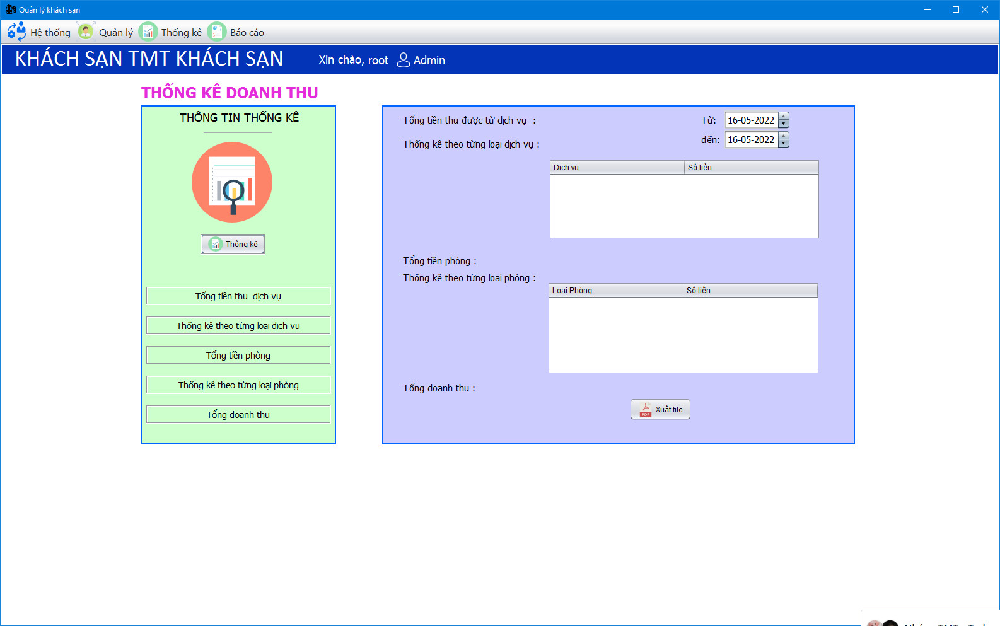 Quản lý khách sạn
Hệ thống Quản lý Thống kê Báo cáo
KHÁCH SẠN TMT KHÁCH SẠN Xin chào, root Admin
THỐNG KÊ DOANH THU
THÔNG TIN THỐNG KÊ
Thống kê
Tổng tiền thu dịch vụ
Thống kê theo từng loại dịch vụ
Tổng tiền phòng
Thống kê theo từng loại phòng
Tổng doanh thu
Tổng tiền thu được từ dịch vụ :
Từ: 16-05-2022
đến: 16-05-2022
Thống kê theo từng loại dịch vụ :
Dịch vụ Số tiền
Tổng tiền phòng :
Thống kê theo từng loại phòng :
Loại Phòng Số tiền
Tổng doanh thu :
PDF Xuất file